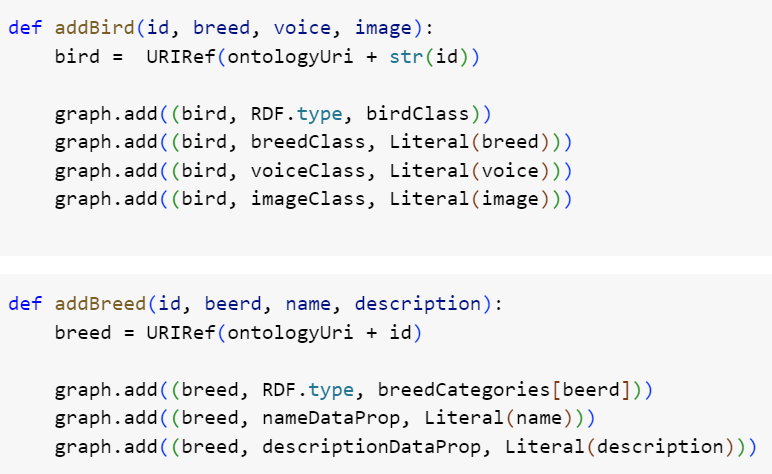 def addBird(id, breed, voice, image):
    bird =  URIRef(ontologyUri + str(id))
    graph.add((bird, RDF.type, birdClass))
    graph.add((bird, breedClass, Literal(breed)))
    graph.add((bird, voiceClass, Literal(voice)))
    graph.add((bird, imageClass, Literal(image)))
def addBreed(id, beerd, name, description):
    breed = URIRef(ontologyUri + id)
    graph.add((breed, RDF.type, breedCategories[beerd]))
    graph.add((breed, nameDataProp, Literal(name)))
    graph.add((breed, descriptionDataProp, Literal(description)))